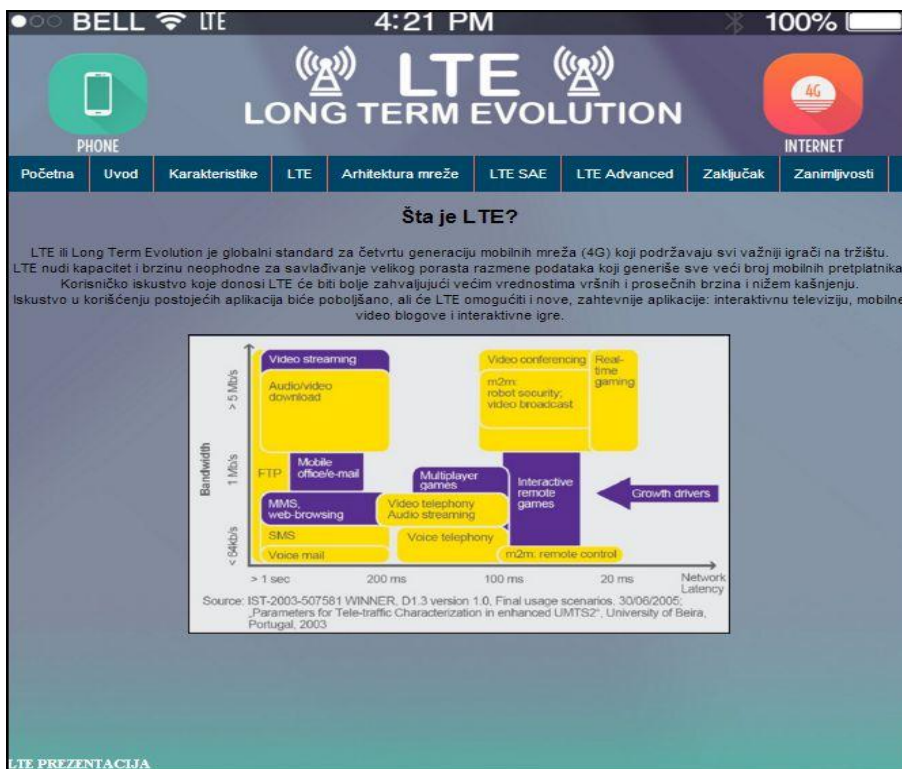 BELL LTE 4:21 PM 100%
LTE
LONG TERM EVOLUTION
PHONE
4G
INTERNET
Početna Uvod Karakteristike LTE Arhitektura mreže LTE SAE LTE Advanced Zaključak Zanimljivosti
Šta je LTE?
LTE ili Long Term Evolution je globalni standard za četvrtu generaciju mobilnih mreža (4G) koji podržavaju svi važniji igrači na tržištu.
LTE nudi kapacitet i brzinu neophodne za savlađivanje velikog porasta razmene podataka koji generiše sve veći broj mobilnih pretplatnika
Korisničko iskustvo koje donosi LTE će biti bolje zahvaljujući većim vrednostima vršnih i prosečnih brzina i nižem kašnjenju.
Iskustvo u korišćenju postojećih aplikacija biće poboljšano, ali će LTE omogućiti i nove, zahtevnije aplikacije: interaktivnu televiziju, mobilne
video blogove i interaktivne igre.
Bandwidth
> 5 Mb/s
1 Mb/s
< 64kb/s
Video streaming
Audio/video
download
Video conferencing
m2m:
robot security;
video broadcast
Real-
time
gaming
FTP
Mobile
office/e-mail
Multiplayer
games
Interactive
remote
games
Growth drivers
MMS,
web-browsing
Video telephony
Audio streaming
SMS
Voice telephony
Voice mail
m2m: remote control
> 1 sec 200 ms 100 ms 20 ms Network
Latency
Source: IST-2003-507581 WINNER, D1.3 version 1.0, Final usage scenarios. 30/06/2005;
„Parameters for Tele-traffic Characterization in enhanced UMTS2“, University of Beira,
Portugal, 2003
LTE PREZENTACIJA